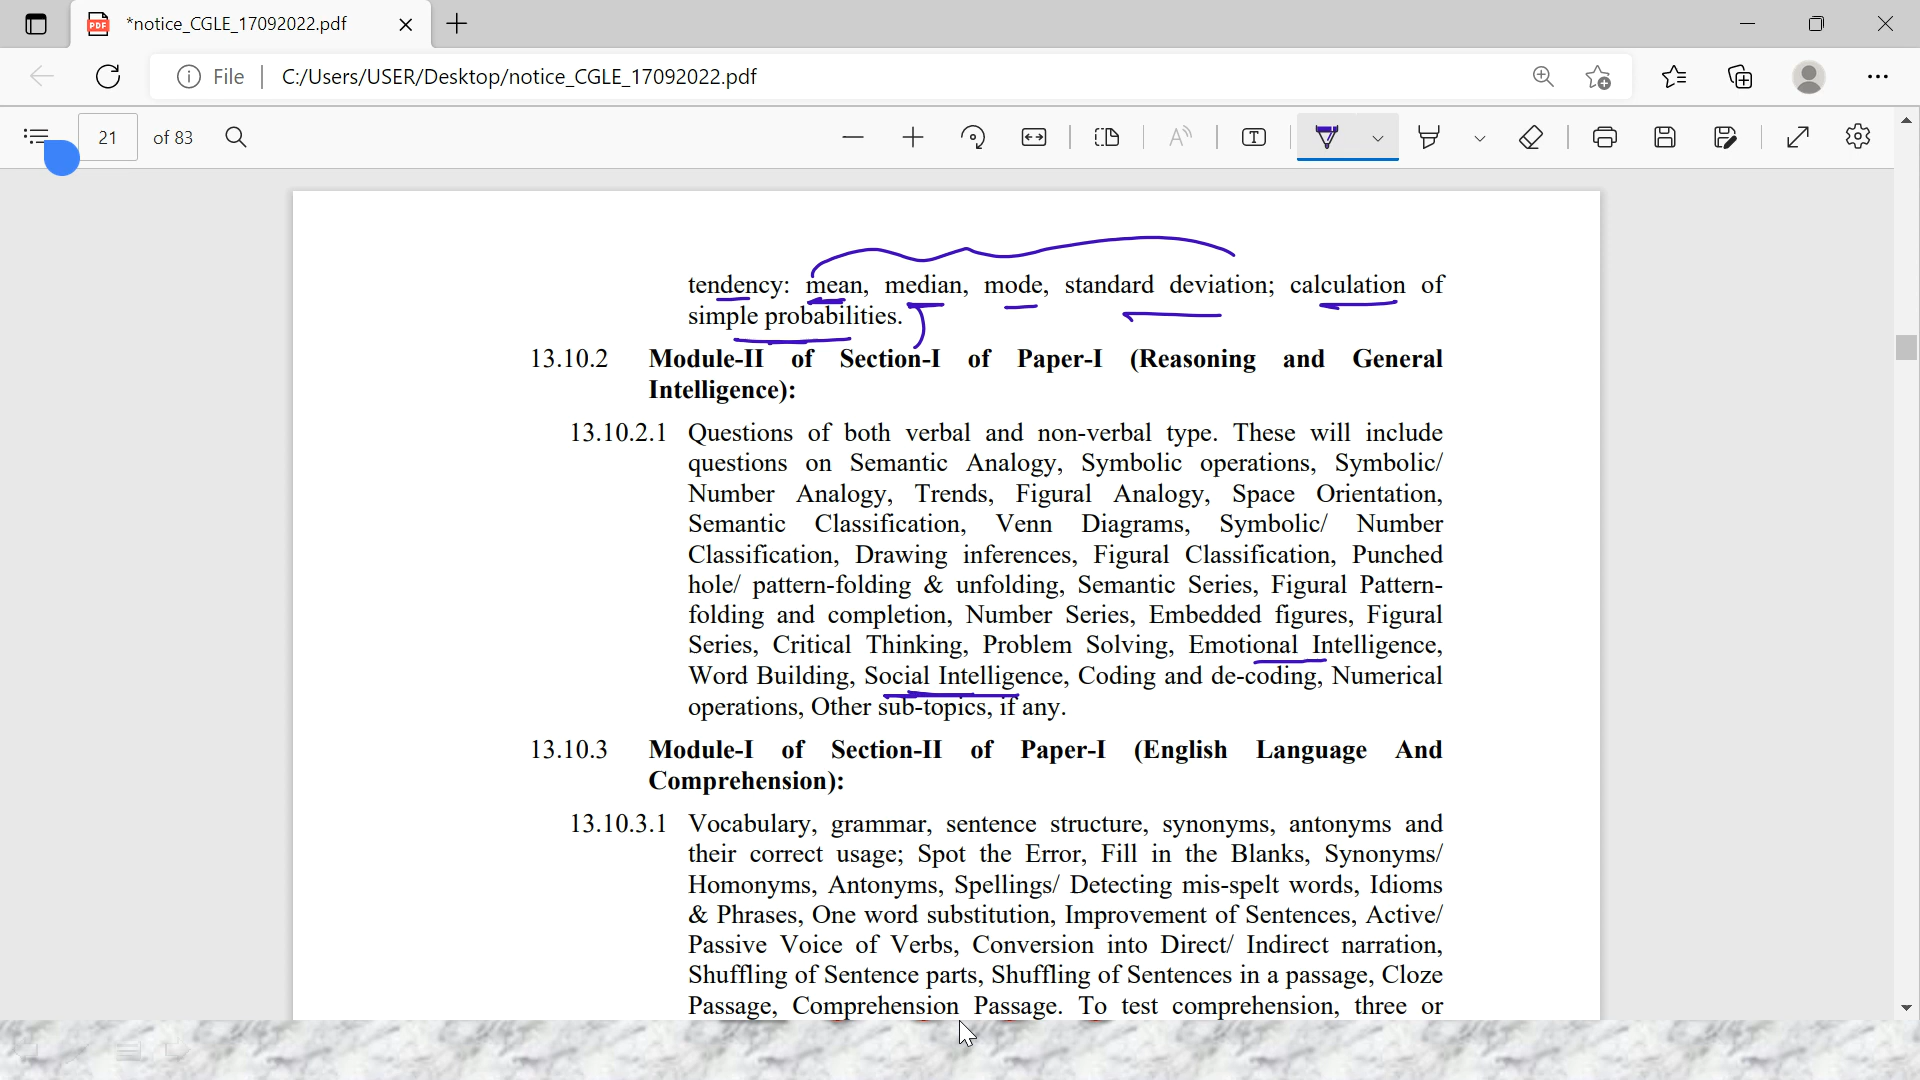 *notice_CGLE_17092022.pdf
File C:/Users/USER/Desktop/notice_CGLE_17092022.pdf
21 of 83
tendency: mean, median, mode, standard deviation; calculation of
simple probabilities.
13.10.2 Module-II of Section-I of Paper-I (Reasoning and General
Intelligence):
13.10.2.1 Questions of both verbal and non-verbal type. These will include
questions on Semantic Analogy, Symbolic operations, Symbolic/
Number Analogy, Trends, Figural Analogy, Space Orientation,
Semantic Classification, Venn Diagrams, Symbolic/ Number
Classification, Drawing inferences, Figural Classification, Punched
hole/ pattern-folding & unfolding, Semantic Series, Figural Pattern-
folding and completion, Number Series, Embedded figures, Figural
Series, Critical Thinking, Problem Solving, Emotional Intelligence,
Word Building, Social Intelligence, Coding and de-coding, Numerical
operations, Other sub-topics, if any.
13.10.3 Module-I of Section-II of Paper-I (English Language And
Comprehension):
13.10.3.1 Vocabulary, grammar, sentence structure, synonyms, antonyms and
their correct usage; Spot the Error, Fill in the Blanks, Synonyms/
Homonyms, Antonyms, Spellings/ Detecting mis-spelt words, Idioms
& Phrases, One word substitution, Improvement of Sentences, Active/
Passive Voice of Verbs, Conversion into Direct/ Indirect narration,
Shuffling of Sentence parts, Shuffling of Sentences in a passage, Cloze
Passage, Comprehension Passage. To test comprehension, three or